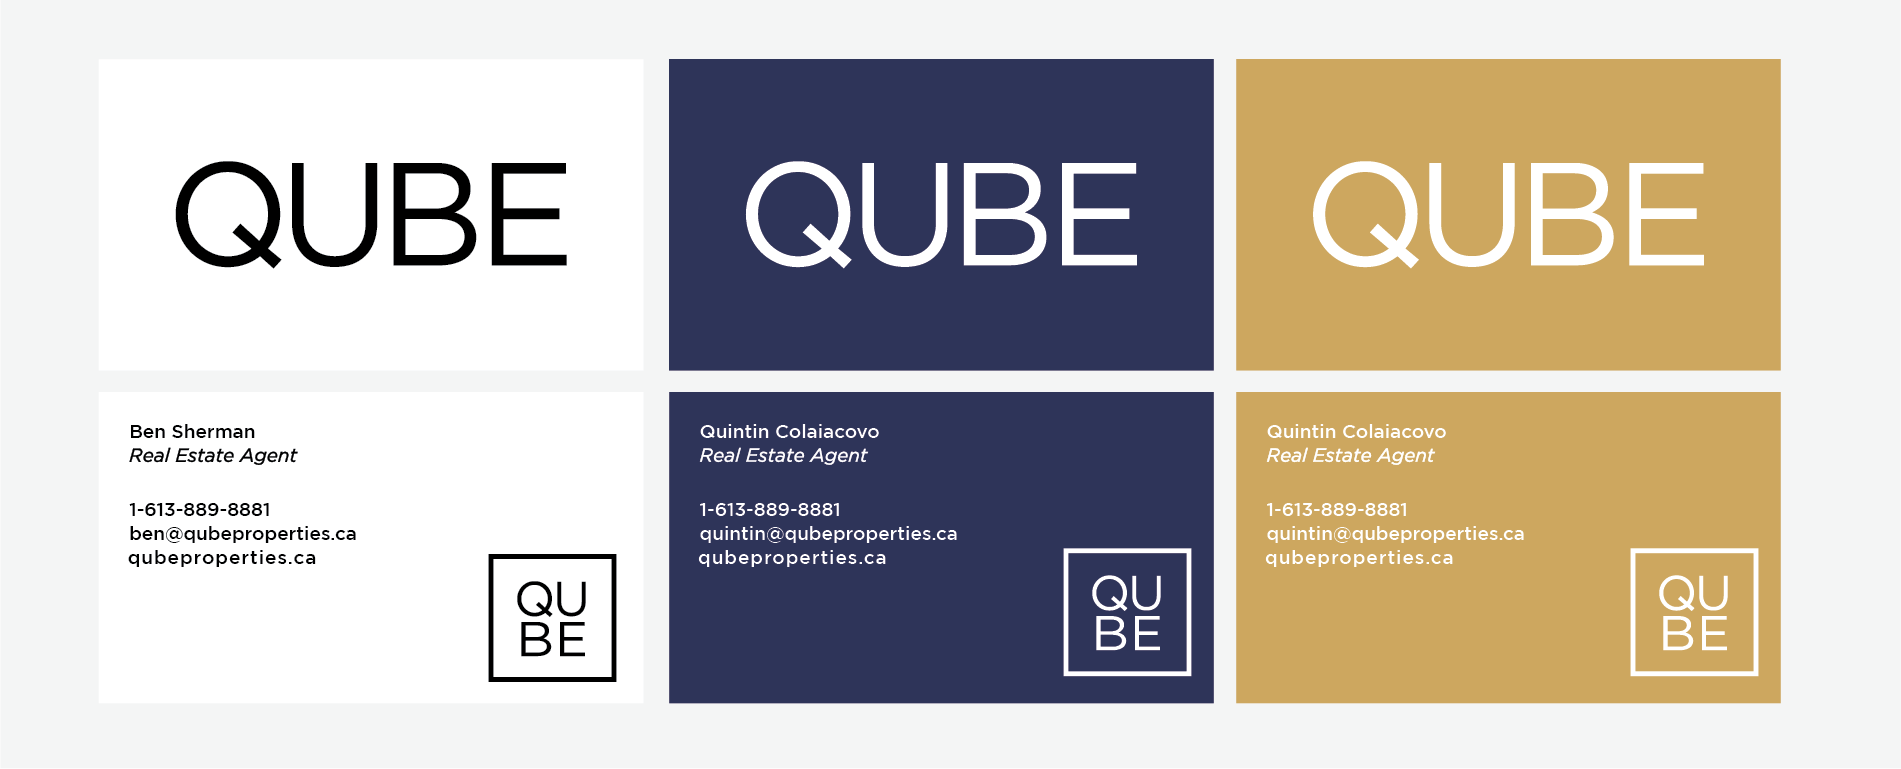 QUBE
QUBE
QUBE
Ben Sherman
Real Estate Agent
1-613-889-8881
ben@qubeproperties.ca
qubeproperties.ca
QU
BE
Quintin Colaiacovo
Real Estate Agent
1-613-889-8881
quintin@qubeproperties.ca
qubeproperties.ca
QU
BE
Quintin Colaiacovo
Real Estate Agent
1-613-889-8881
quintin@qubeproperties.ca
qubeproperties.ca
QU
BE